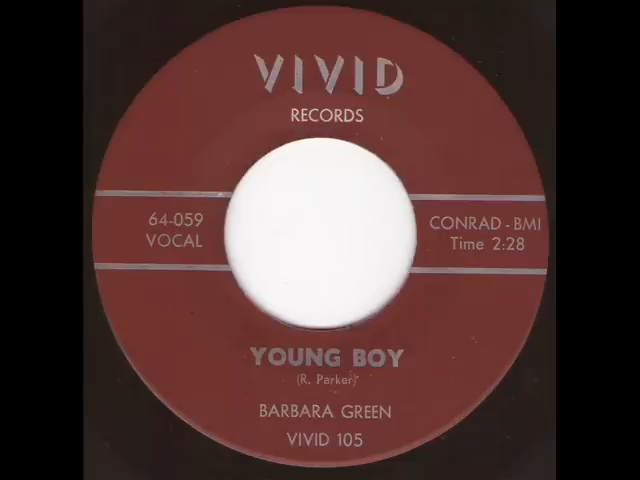 VIVID
RECORDS
64-059
VOCAL
CONRAD - BMI
Time 2:28
YOUNG BOY
(R. Parker)
BARBARA GREEN
VIVID 105